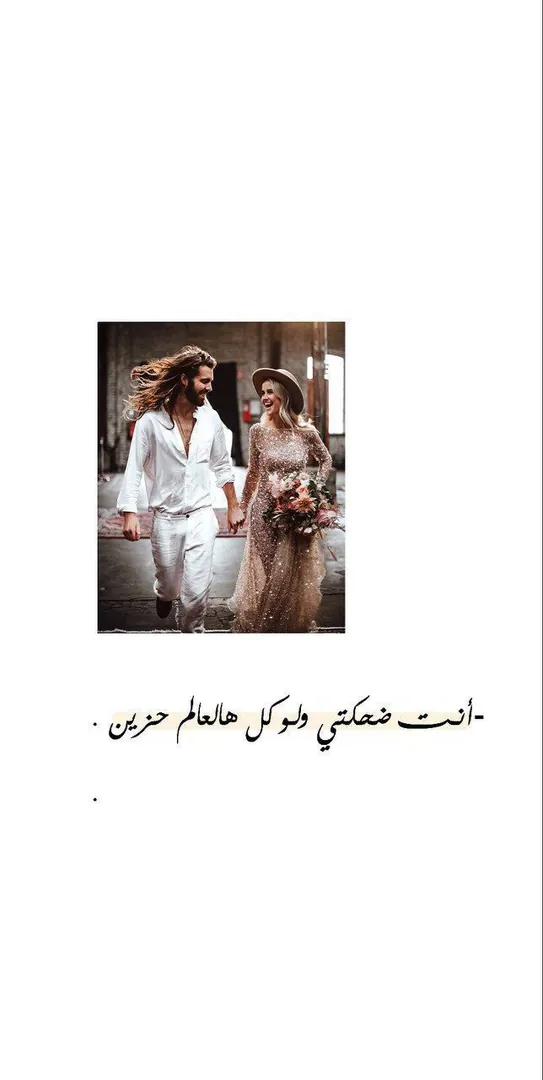 -أنت ضحكتي ولو كل هالعالم حزين .
.